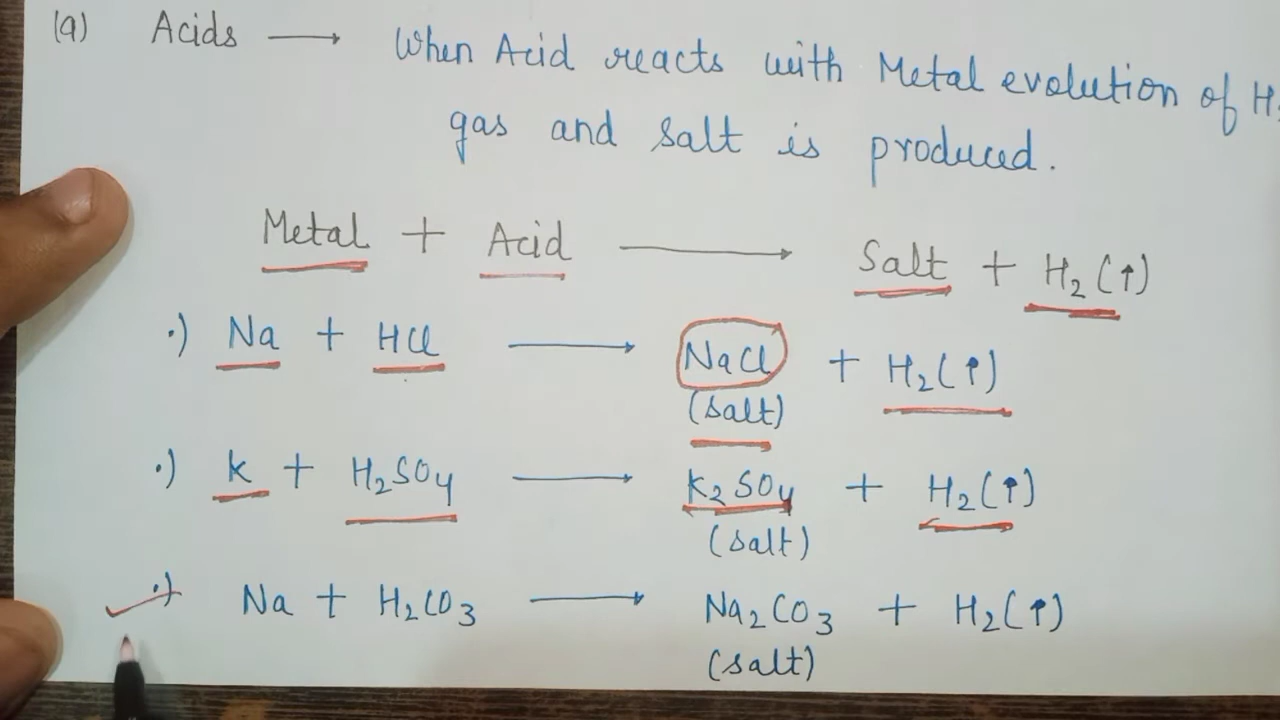 (a) Acids → When Acid reacts with Metal evolution of H2
gas and salt is produced.
Metal + Acid → Salt + H2 (↑)
·) Na + HCl → NaCl + H2 (↑)
(salt)
·) K + H2SO4 → K2SO4 + H2 (↑)
(salt)
·) Na + H2CO3 → Na2CO3 + H2 (↑)
(salt)